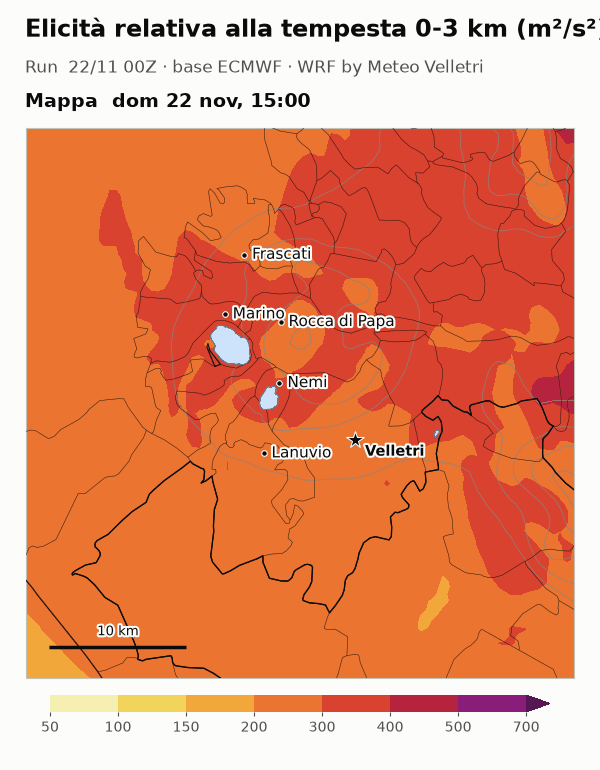 Elicità relativa alla tempesta 0-3 km (m²/s²)
Run 22/11 00Z · base ECMWF · WRF by Meteo Velletri
Mappa dom 22 nov, 15:00
Frascati
Marino
Rocca di Papa
Nemi
Lanuvio
Velletri
10 km
50 100 150 200 300 400 500 700